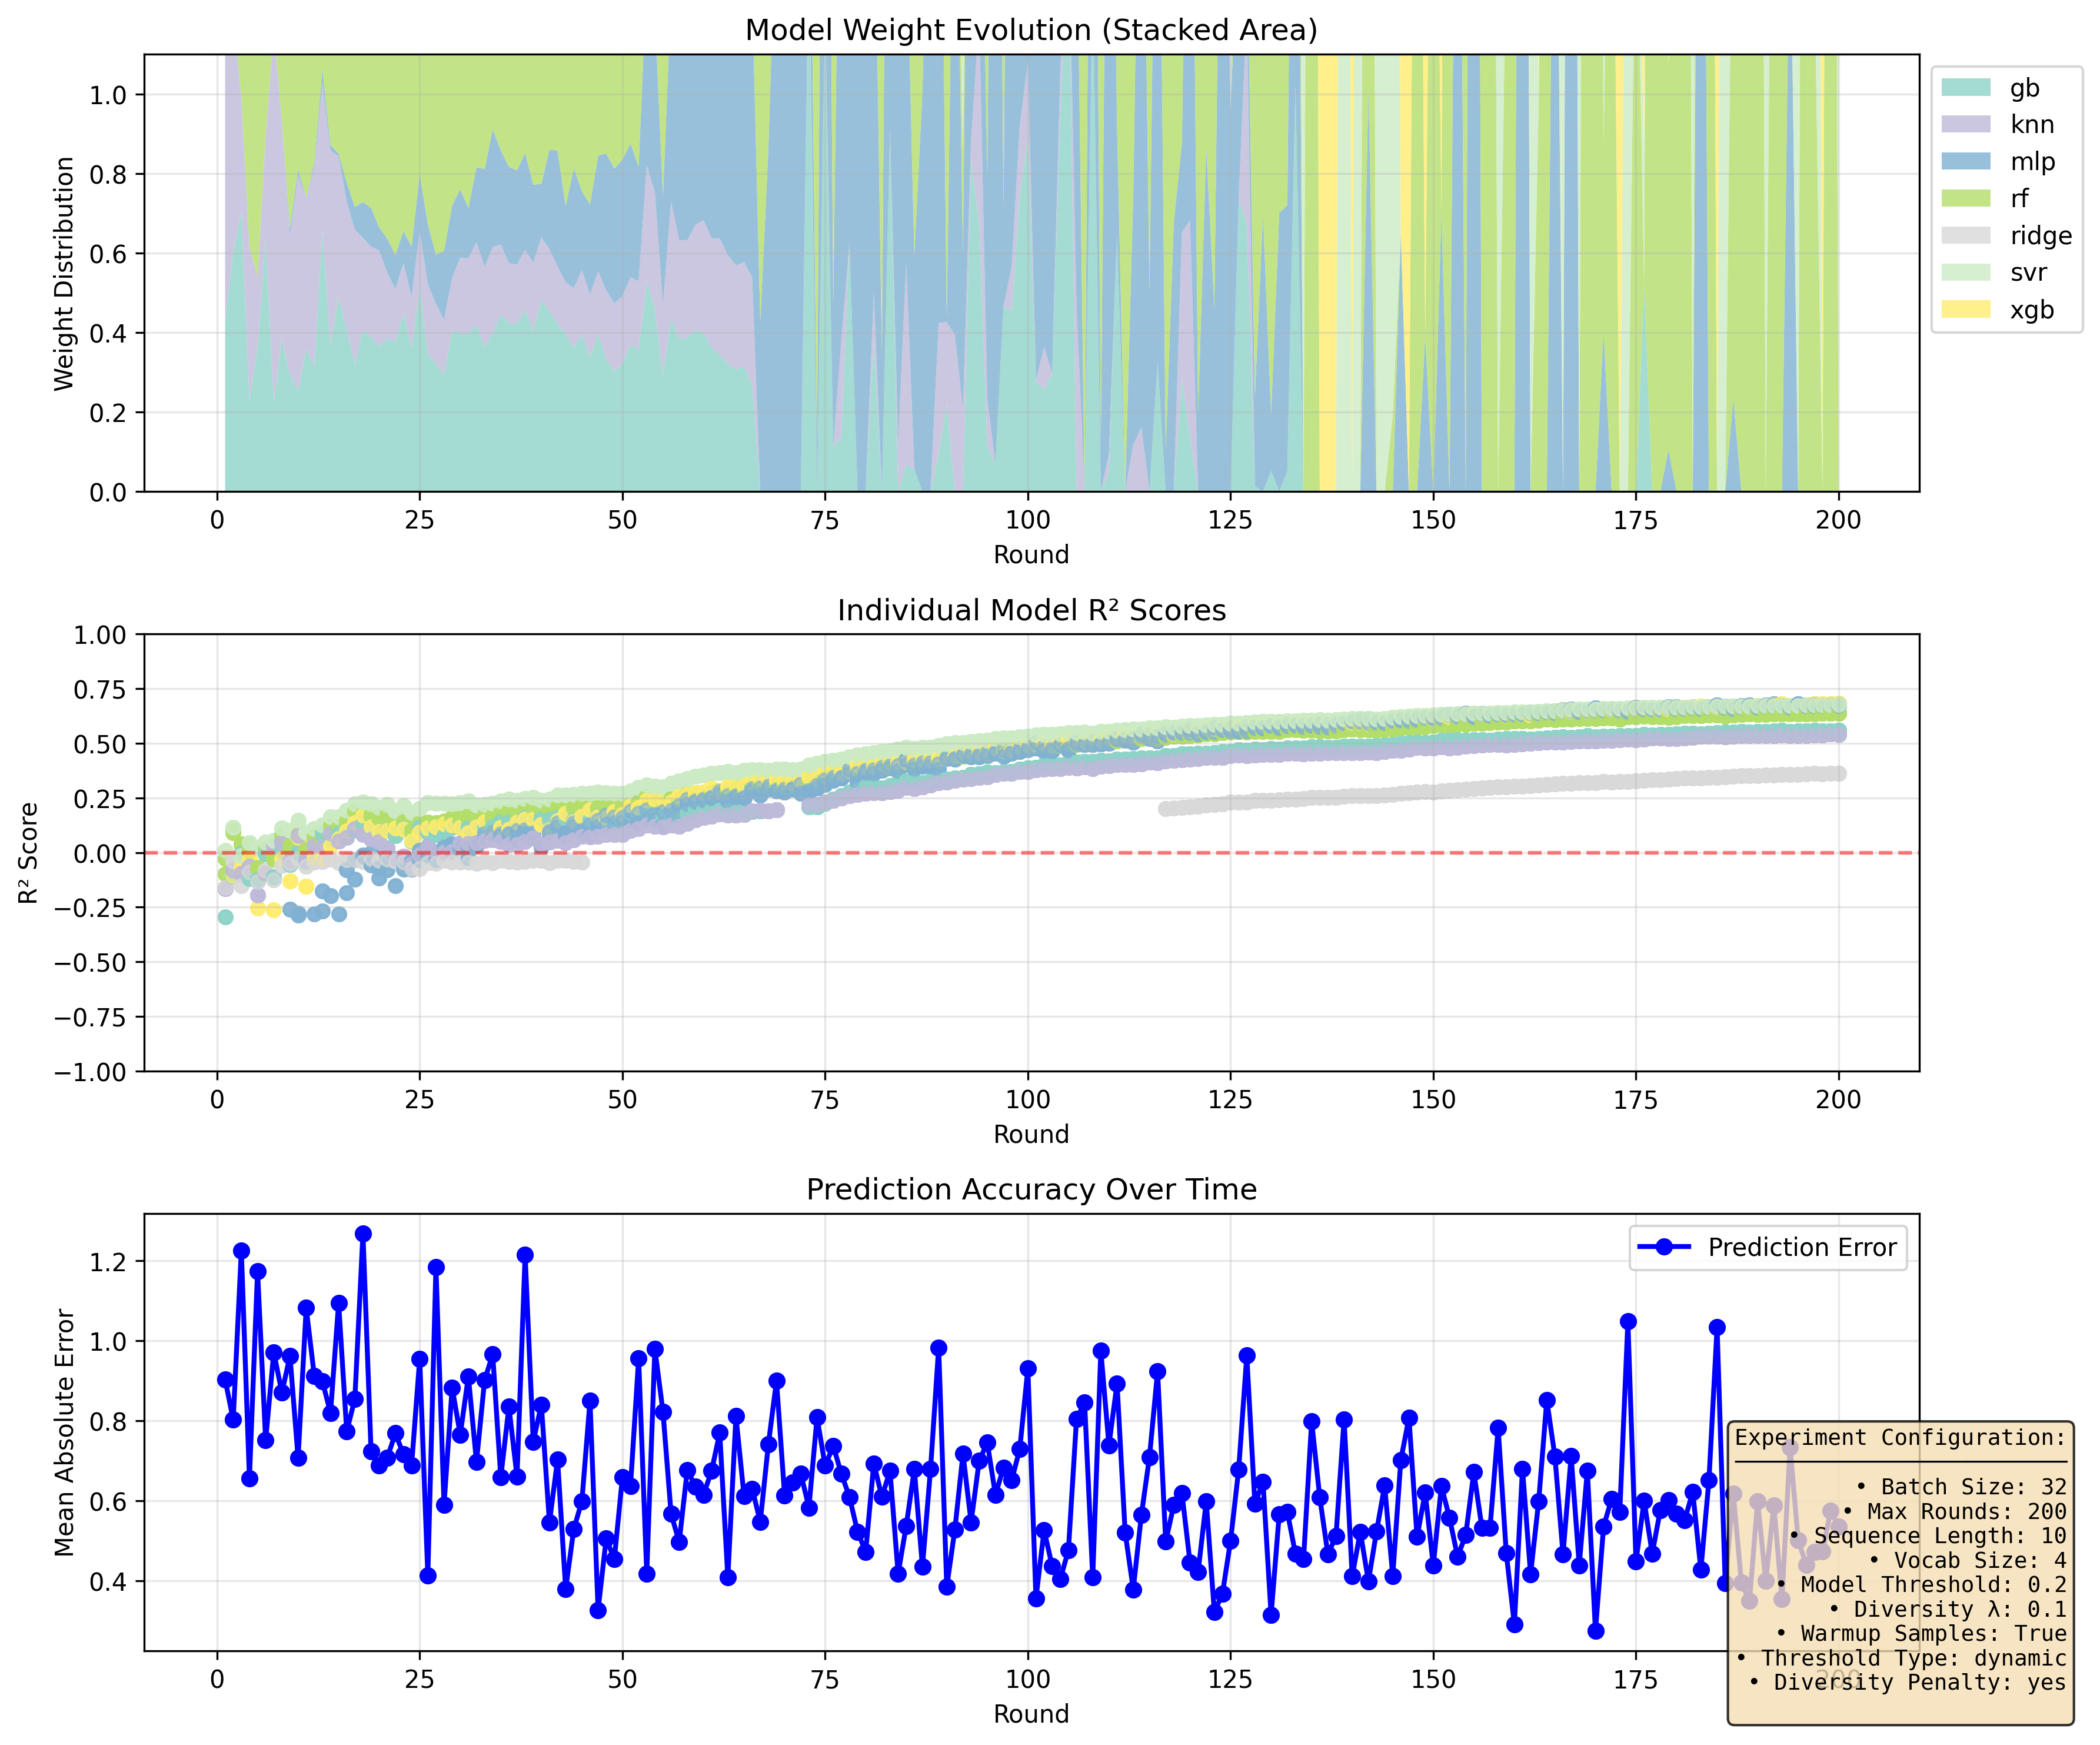 Model Weight Evolution (Stacked Area)
Weight Distribution
1.0
0.8
0.6
0.4
0.2
0.0
0 25 50 75 100 125 150 175 200
Round
gb
knn
mlp
rf
ridge
svr
xgb
Individual Model R² Scores
R² Score
1.00
0.75
0.50
0.25
0.00
−0.25
−0.50
−0.75
−1.00
0 25 50 75 100 125 150 175 200
Round
Prediction Accuracy Over Time
Mean Absolute Error
1.2
1.0
0.8
0.6
0.4
0 25 50 75 100 125 150 175 200
Round
Prediction Error
Experiment Configuration:
• Batch Size: 32
• Max Rounds: 200
• Sequence Length: 10
• Vocab Size: 4
• Model Threshold: 0.2
• Diversity λ: 0.1
• Warmup Samples: True
• Threshold Type: dynamic
• Diversity Penalty: yes